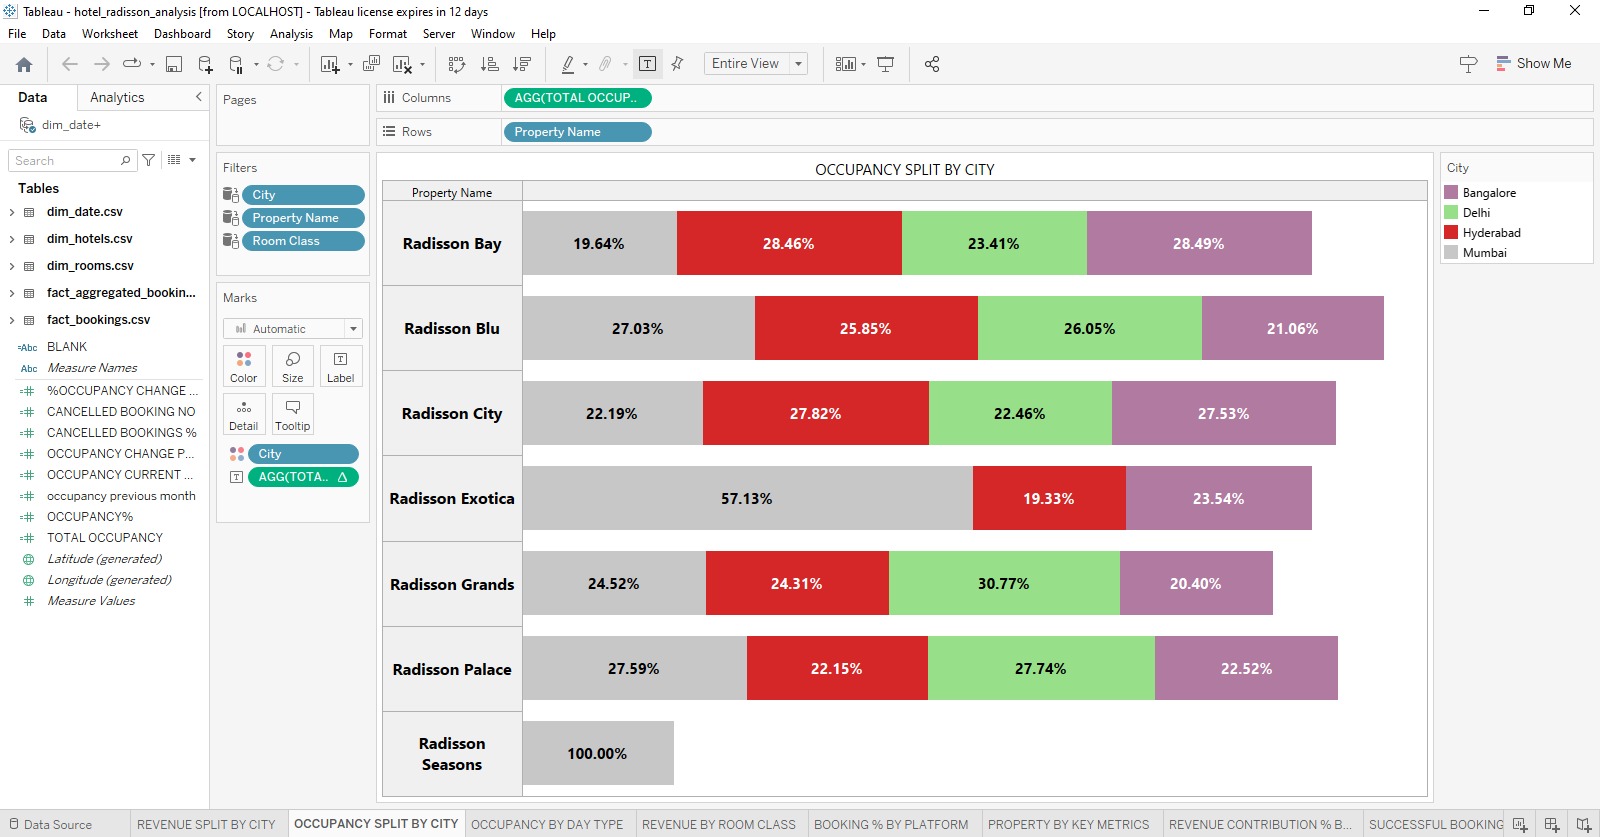 Tableau - hotel_radisson_analysis [from LOCALHOST] - Tableau license expires in 12 days
File Data Worksheet Dashboard Story Analysis Map Format Server Window Help
Entire View
Show Me
Data Analytics
dim_date+
Search
Tables
dim_date.csv
dim_hotels.csv
dim_rooms.csv
fact_aggregated_bookin...
fact_bookings.csv
=Abc BLANK
Abc Measure Names
=# %OCCUPANCY CHANGE ...
=# CANCELLED BOOKING NO
=# CANCELLED BOOKINGS %
=# OCCUPANCY CHANGE P...
=# OCCUPANCY CURRENT ...
=# occupancy previous month
=# OCCUPANCY%
=# TOTAL OCCUPANCY
Latitude (generated)
Longitude (generated)
# Measure Values
Pages
Filters
City
Property Name
Room Class
Marks
Automatic
Color Size Label
Detail Tooltip
City
AGG(TOTA..
Columns AGG(TOTAL OCCUP..
Rows Property Name
OCCUPANCY SPLIT BY CITY
Property Name
Radisson Bay 19.64% 28.46% 23.41% 28.49%
Radisson Blu 27.03% 25.85% 26.05% 21.06%
Radisson City 22.19% 27.82% 22.46% 27.53%
Radisson Exotica 57.13% 19.33% 23.54%
Radisson Grands 24.52% 24.31% 30.77% 20.40%
Radisson Palace 27.59% 22.15% 27.74% 22.52%
Radisson
Seasons
100.00%
City
Bangalore
Delhi
Hyderabad
Mumbai
Data Source REVENUE SPLIT BY CITY OCCUPANCY SPLIT BY CITY OCCUPANCY BY DAY TYPE REVENUE BY ROOM CLASS BOOKING % BY PLATFORM PROPERTY BY KEY METRICS REVENUE CONTRIBUTION % B... SUCCESSFUL BOOKING